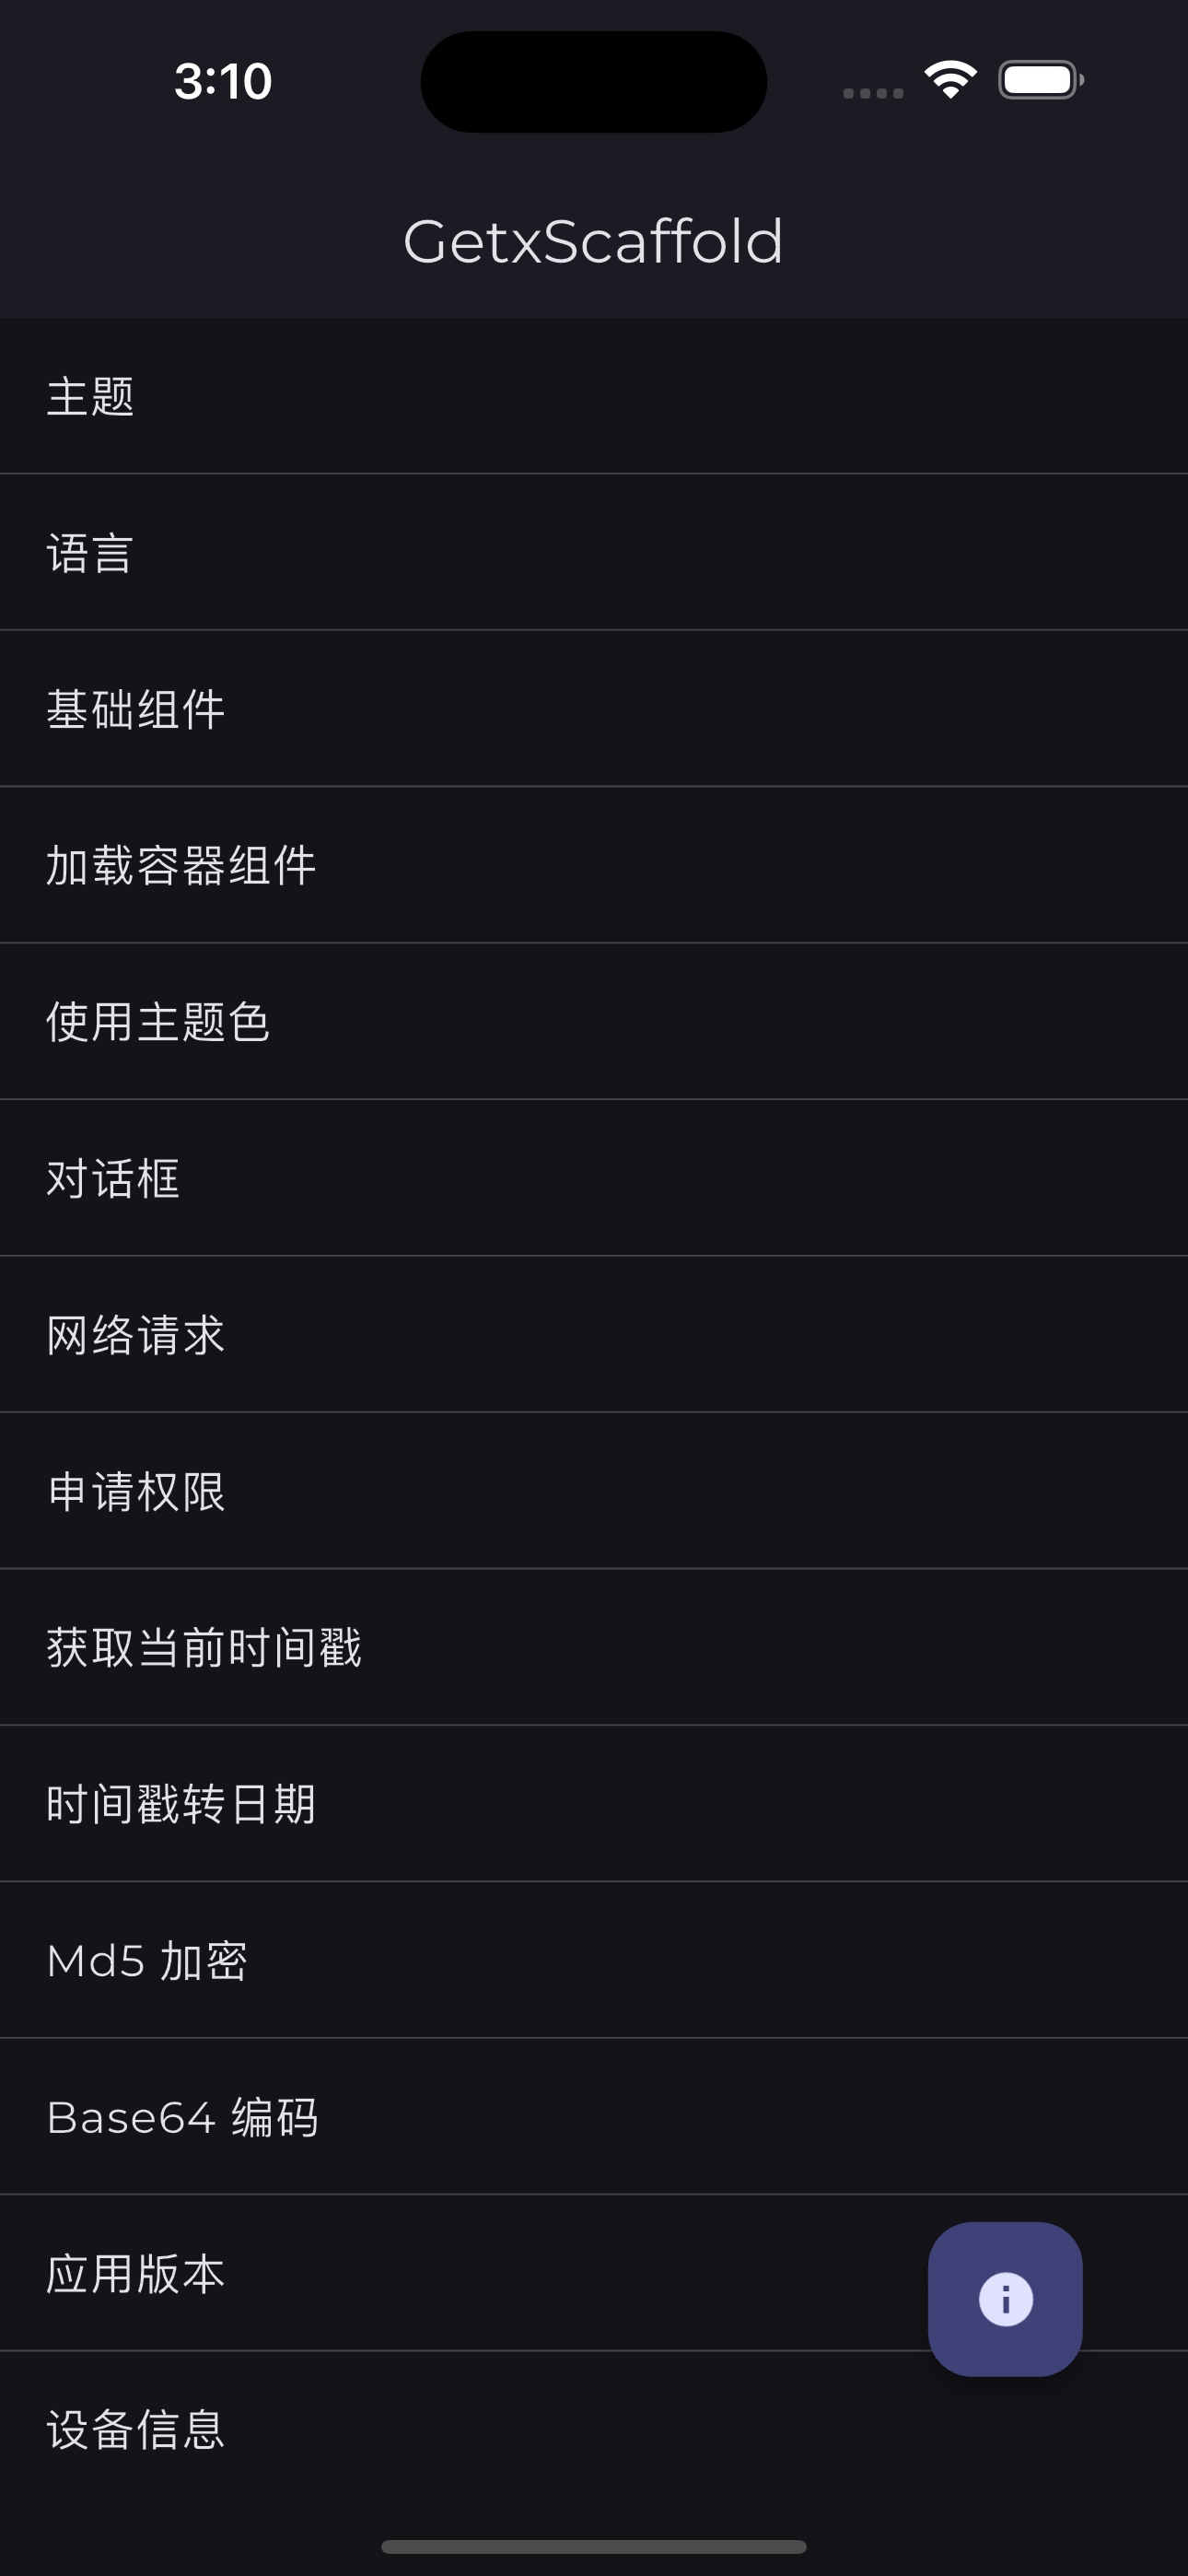 3:10
GetxScaffold
主题
语言
基础组件
加载容器组件
使用主题色
对话框
网络请求
申请权限
获取当前时间戳
时间戳转日期
Md5 加密
Base64 编码
应用版本
设备信息